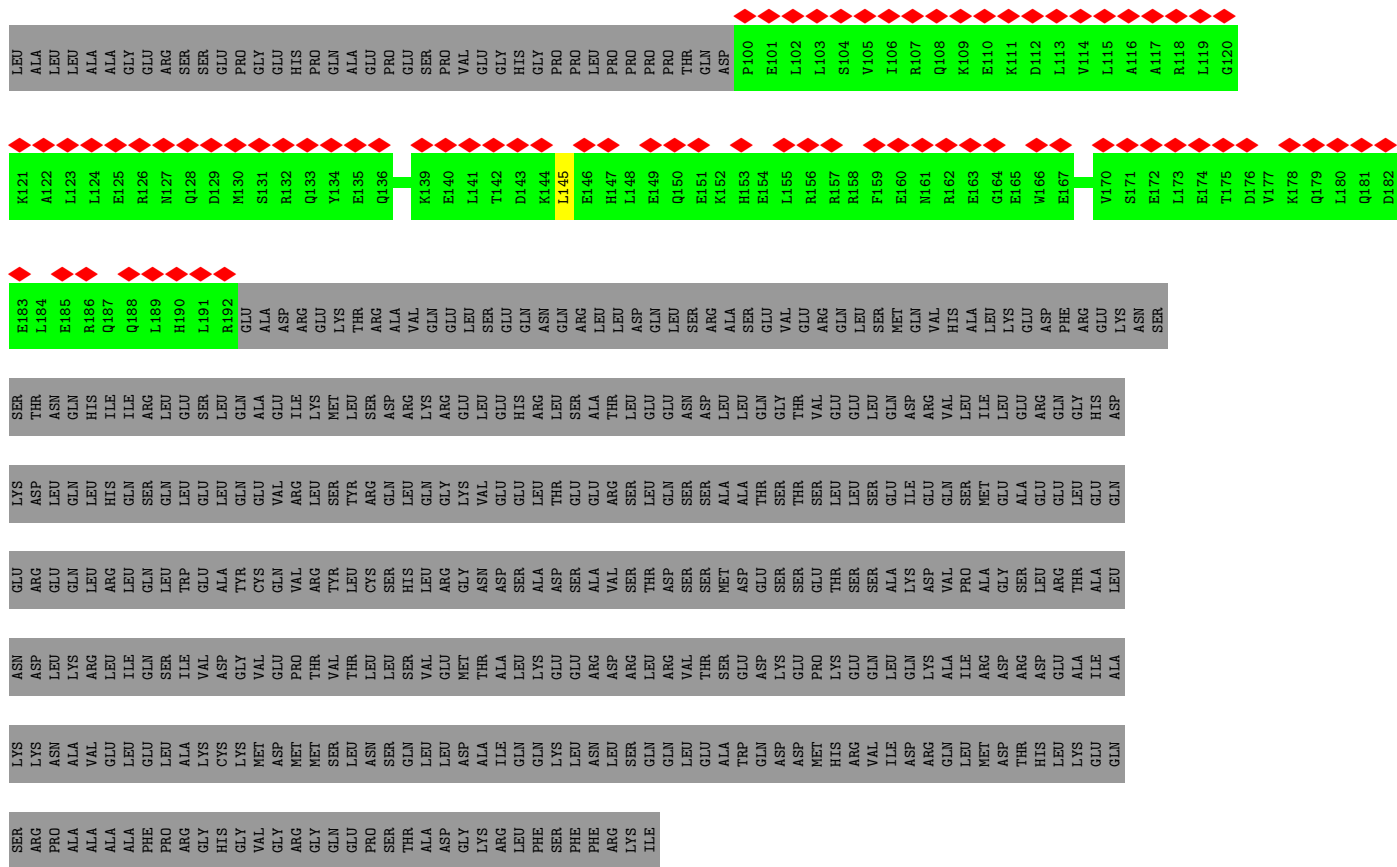 LEU ALA LEU LEU ALA ALA GLY GLU ARG SER SER GLU PRO GLY GLU HIS PRO GLN ALA GLU PRO GLU SER PRO VAL GLU GLY HIS GLY PRO PRO LEU PRO PRO PRO PRO THR GLN ASP P100 E101 L102 L103 S104 V105 I106 R107 Q108 K109 E110 K111 D112 L113 V114 L115 A116 A117 R118 L119 G120
K121 A122 L123 L124 E125 R126 N127 Q128 D129 M130 S131 R132 Q133 Y134 E135 Q136 K139 E140 L141 T142 D143 K144 L145 E146 H147 L148 E149 Q150 E151 K152 H153 E154 L155 R156 R157 R158 F159 E160 N161 R162 E163 G164 E165 W166 E167 V170 S171 E172 L173 E174 T175 D176 V177 K178 Q179 L180 Q181 D182
E183 L184 E185 R186 Q187 Q188 L189 H190 L191 R192 GLU ALA ASP ARG GLU LYS THR ARG ALA VAL GLN GLU LEU SER GLU GLN ASN GLN ARG LEU LEU ASP GLN LEU SER ARG ALA SER GLU VAL GLU ARG GLN LEU SER MET GLN VAL HIS ALA LEU LYS GLU ASP PHE ARG GLU LYS ASN SER
SER THR ASN GLN HIS ILE ILE ARG LEU GLU SER LEU GLN ALA GLU ILE LYS MET LEU SER ASP ARG LYS ARG GLU LEU GLU HIS ARG LEU SER ALA THR LEU GLU GLU ASN ASP LEU LEU GLN GLY THR VAL GLU GLU LEU GLN ASP ARG VAL LEU ILE LEU GLU ARG GLN GLY HIS ASP
LYS ASP LEU GLN LEU HIS GLN SER GLN LEU GLU LEU GLN GLU VAL ARG LEU SER TYR ARG GLN LEU GLN GLY LYS VAL GLU GLU LEU THR GLU GLU ARG SER LEU GLN SER SER ALA ALA THR SER THR SER LEU LEU SER GLU ILE GLU GLN SER MET GLU ALA GLU GLU LEU GLU GLN
GLU ARG GLU GLN LEU ARG LEU GLN LEU TRP GLU ALA TYR CYS GLN VAL ARG TYR LEU CYS SER HIS LEU ARG GLY ASN ASP SER ALA ASP SER ALA VAL SER THR ASP SER SER MET ASP GLU SER SER GLU THR SER SER ALA LYS ASP VAL PRO ALA GLY SER LEU ARG THR ALA LEU
ASN ASP LEU LYS ARG LEU ILE GLN SER ILE VAL ASP GLY VAL GLU PRO THR VAL THR LEU LEU SER VAL GLU MET THR ALA LEU LYS GLU GLU ARG ASP ARG LEU ARG VAL THR SER GLU ASP LYS GLU PRO LYS GLU GLN LEU GLN LYS ALA ILE ARG ASP ARG ASP GLU ALA ILE ALA
LYS LYS ASN ALA VAL GLU LEU GLU LEU ALA LYS CYS LYS MET ASP MET MET SER LEU ASN SER GLN LEU LEU ASP ALA ILE GLN GLN LYS LEU ASN LEU SER GLN GLN LEU GLU ALA TRP GLN ASP ASP MET HIS ARG VAL ILE ASP ARG GLN LEU MET ASP THR HIS LEU LYS GLU GLN
SER ARG PRO ALA ALA ALA ALA PHE PRO ARG GLY HIS GLY VAL GLY ARG GLY GLN GLU PRO SER THR ALA ASP GLY LYS ARG LEU PHE SER PHE PHE ARG LYS ILE